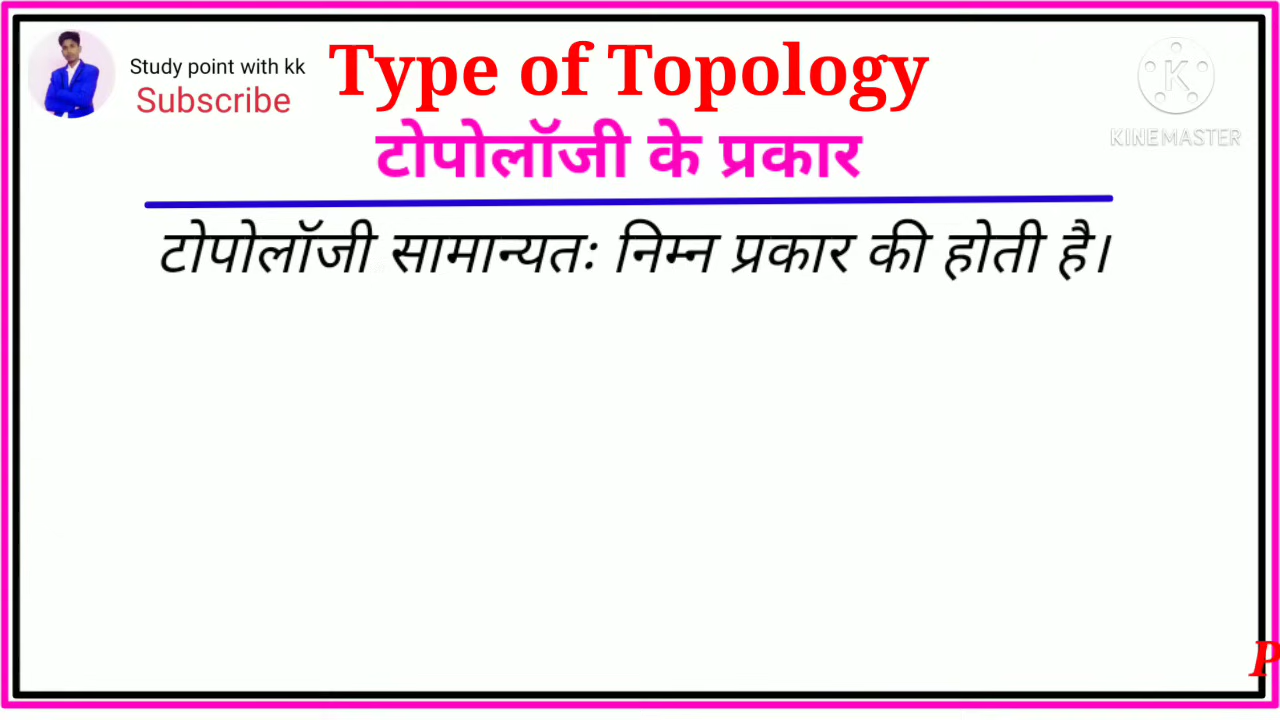 Study point with kk
Subscribe
Type of Topology
KINEMASTER
टोपोलॉजी के प्रकार
टोपोलॉजी सामान्यतः निम्न प्रकार की होती है।
P